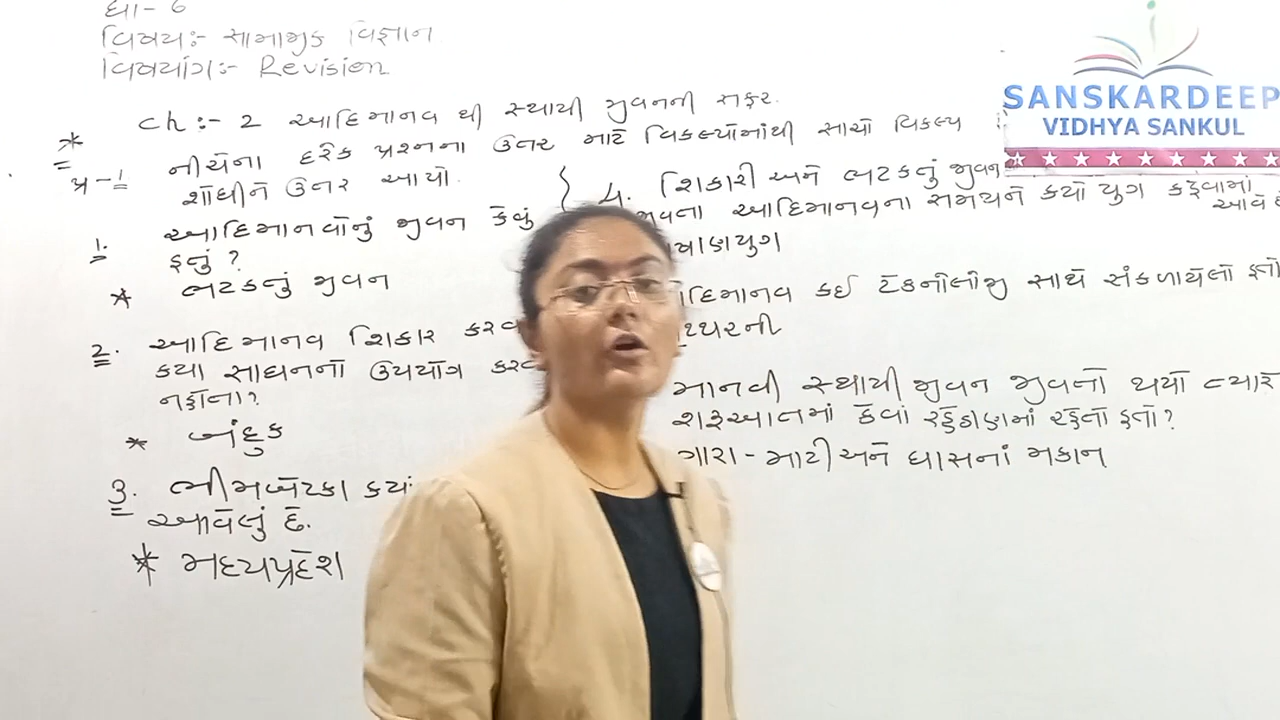 ધો- 6
વિષય:- સામાજીક વિજ્ઞાન
વિષયાંગ:- Revision
Ch :- 2 આદિમાનવ થી સ્થાયી જીવનની સફર.
* પ્ર-1 નીચેના દરેક પ્રશ્નના ઉત્તર માટે વિકલ્પોમાંથી સાચો વિકલ્પ
શોધીને ઉત્તર આપો.
1. આદિમાનવોનું જીવન કેવું
હતું ?
* ભટકતું જીવન
2. આદિમાનવ શિકાર કરવ
કયા સાધનનો ઉપયોગ કરત
નહોતા?
* બંદુક
3. ભીમબેટકા કયાં
આવેલું છે.
* મધ્યપ્રદેશ
4. શિકારી અને ભટકતું જીવન
જીવતા આદિમાનવના સમયને કયો યુગ કહેવામાં
આવે છે
ષાણયુગ
દિમાનવ કઈ ટેકનોલોજી સાથે સંકળાયેલો હતો
થ્થરની
માનવી સ્થાયી જીવન જીવતો થયો ત્યારે
શરૂઆતમાં કેવાં રહેઠાણમાં રહેતો હતો?
ગારા - માટી અને ઘાસનાં મકાન
SANSKARDEEP
VIDHYA SANKUL